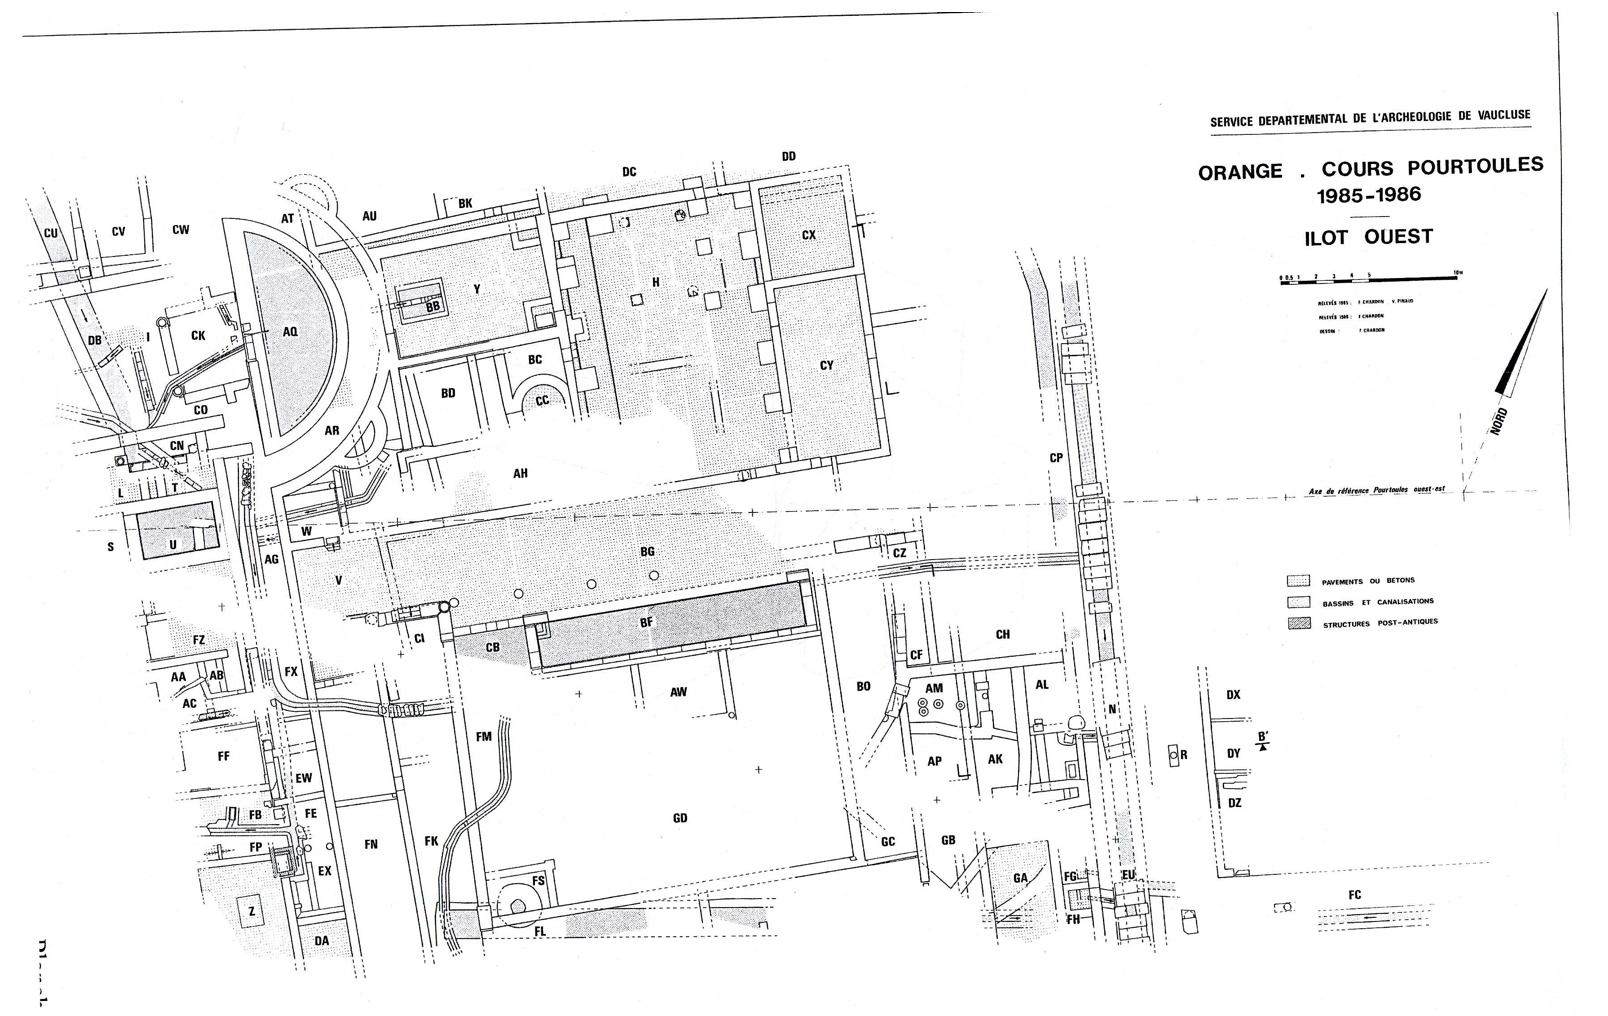 SERVICE DEPARTEMENTAL DE L'ARCHEOLOGIE DE VAUCLUSE
ORANGE . COURS POURTOULES
1985-1986
ILOT OUEST
0 0.5 1 2 3 4 5 10m
RELEVÉS 1985 : F CHARDON V. PINAUD
RELEVÉS 1986 : F CHARDON
DESSIN : F CHARDON
NORD
Axe de référence Pourtoules ouest-est
PAVEMENTS OU BETONS
BASSINS ET CANALISATIONS
STRUCTURES POST-ANTIQUES
DD
DC
BK
AU
AT
CU
CV
CW
CX
Y
H
BB
AQ
I
CK
DB
BC
CY
BD
CC
CO
AR
CN
CP
AH
L
T
W
U
S
AG
BG
CZ
V
BF
CI
CB
CH
FZ
CF
FX
AA
AB
BO
AM
AL
AW
AC
DX
N
FM
B'
FF
R
DY
AP
AK
EW
DZ
FB
FE
GD
FK
FN
GC
GB
FP
EX
FS
GA
FG
EU
FC
Z
FH
FL
DA